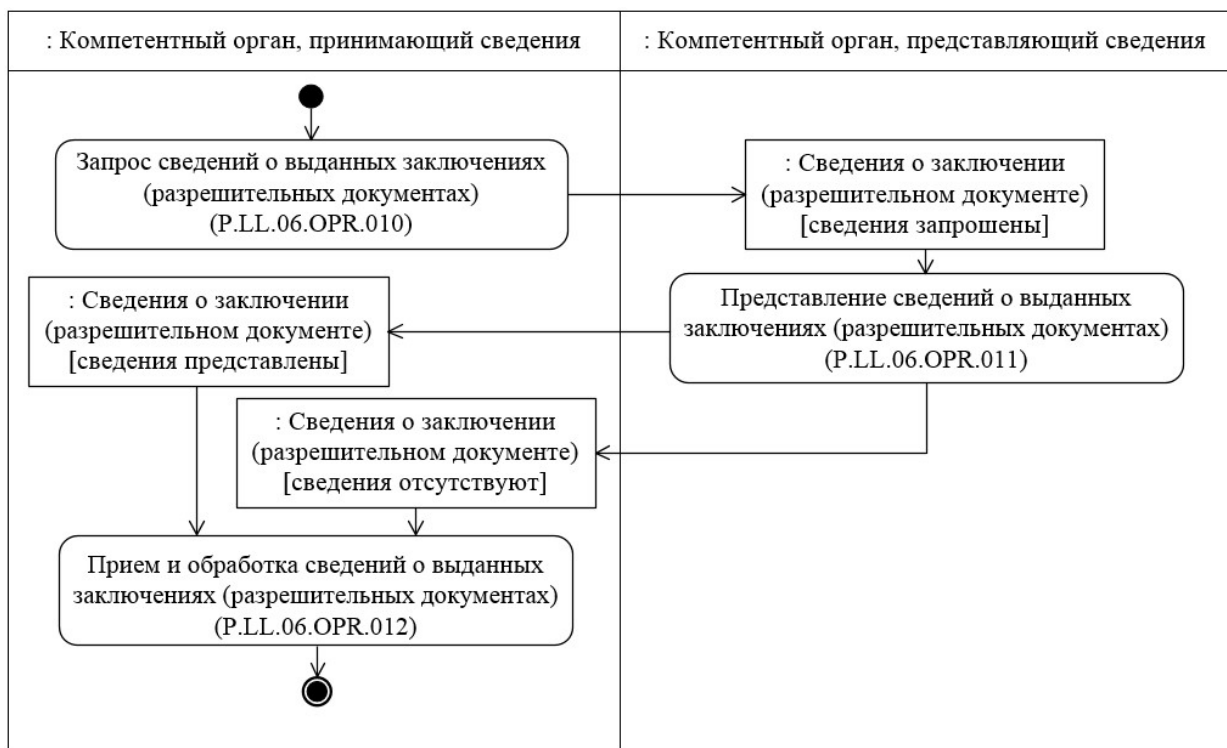 : Компетентный орган, принимающий сведения
: Компетентный орган, представляющий сведения
Запрос сведений о выданных заключениях
(разрешительных документах)
(P.LL.06.OPR.010)
: Сведения о заключении
(разрешительном документе)
[сведения запрошены]
Представление сведений о выданных
заключениях (разрешительных документах)
(P.LL.06.OPR.011)
: Сведения о заключении
(разрешительном документе)
[сведения представлены]
: Сведения о заключении
(разрешительном документе)
[сведения отсутствуют]
Прием и обработка сведений о выданных
заключениях (разрешительных документах)
(P.LL.06.OPR.012)